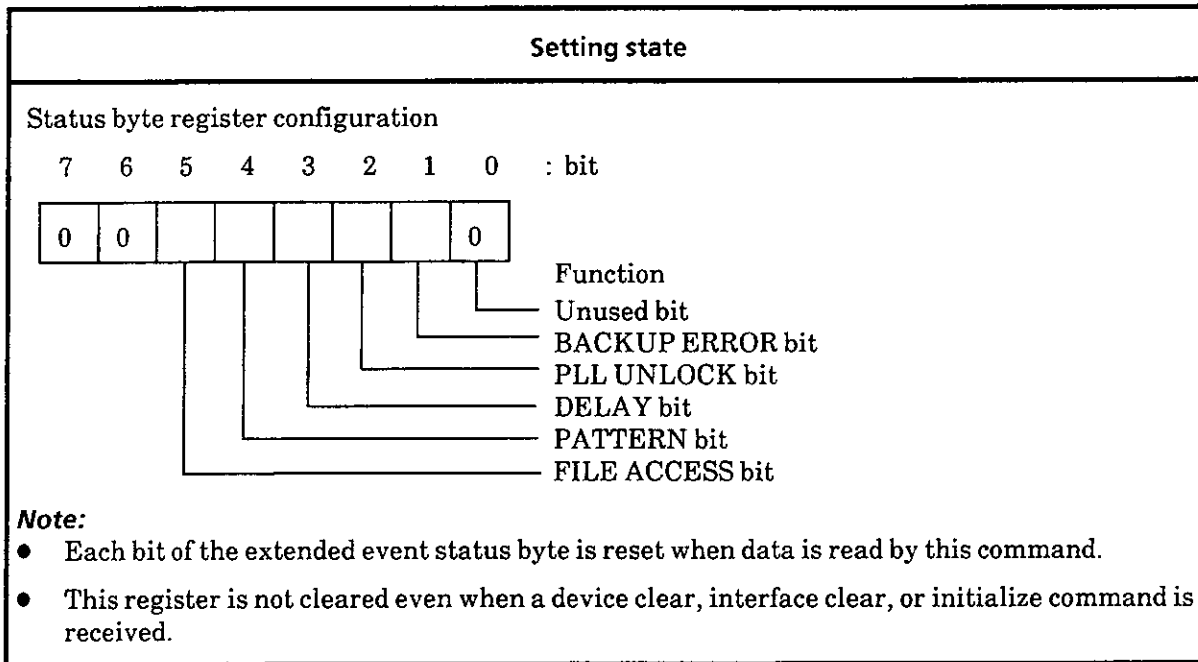 Setting state
Status byte register configuration
7 6 5 4 3 2 1 0 : bit
0 0 0
Function
Unused bit
BACKUP ERROR bit
PLL UNLOCK bit
DELAY bit
PATTERN bit
FILE ACCESS bit
Note:
● Each bit of the extended event status byte is reset when data is read by this command.
● This register is not cleared even when a device clear, interface clear, or initialize command is
received.